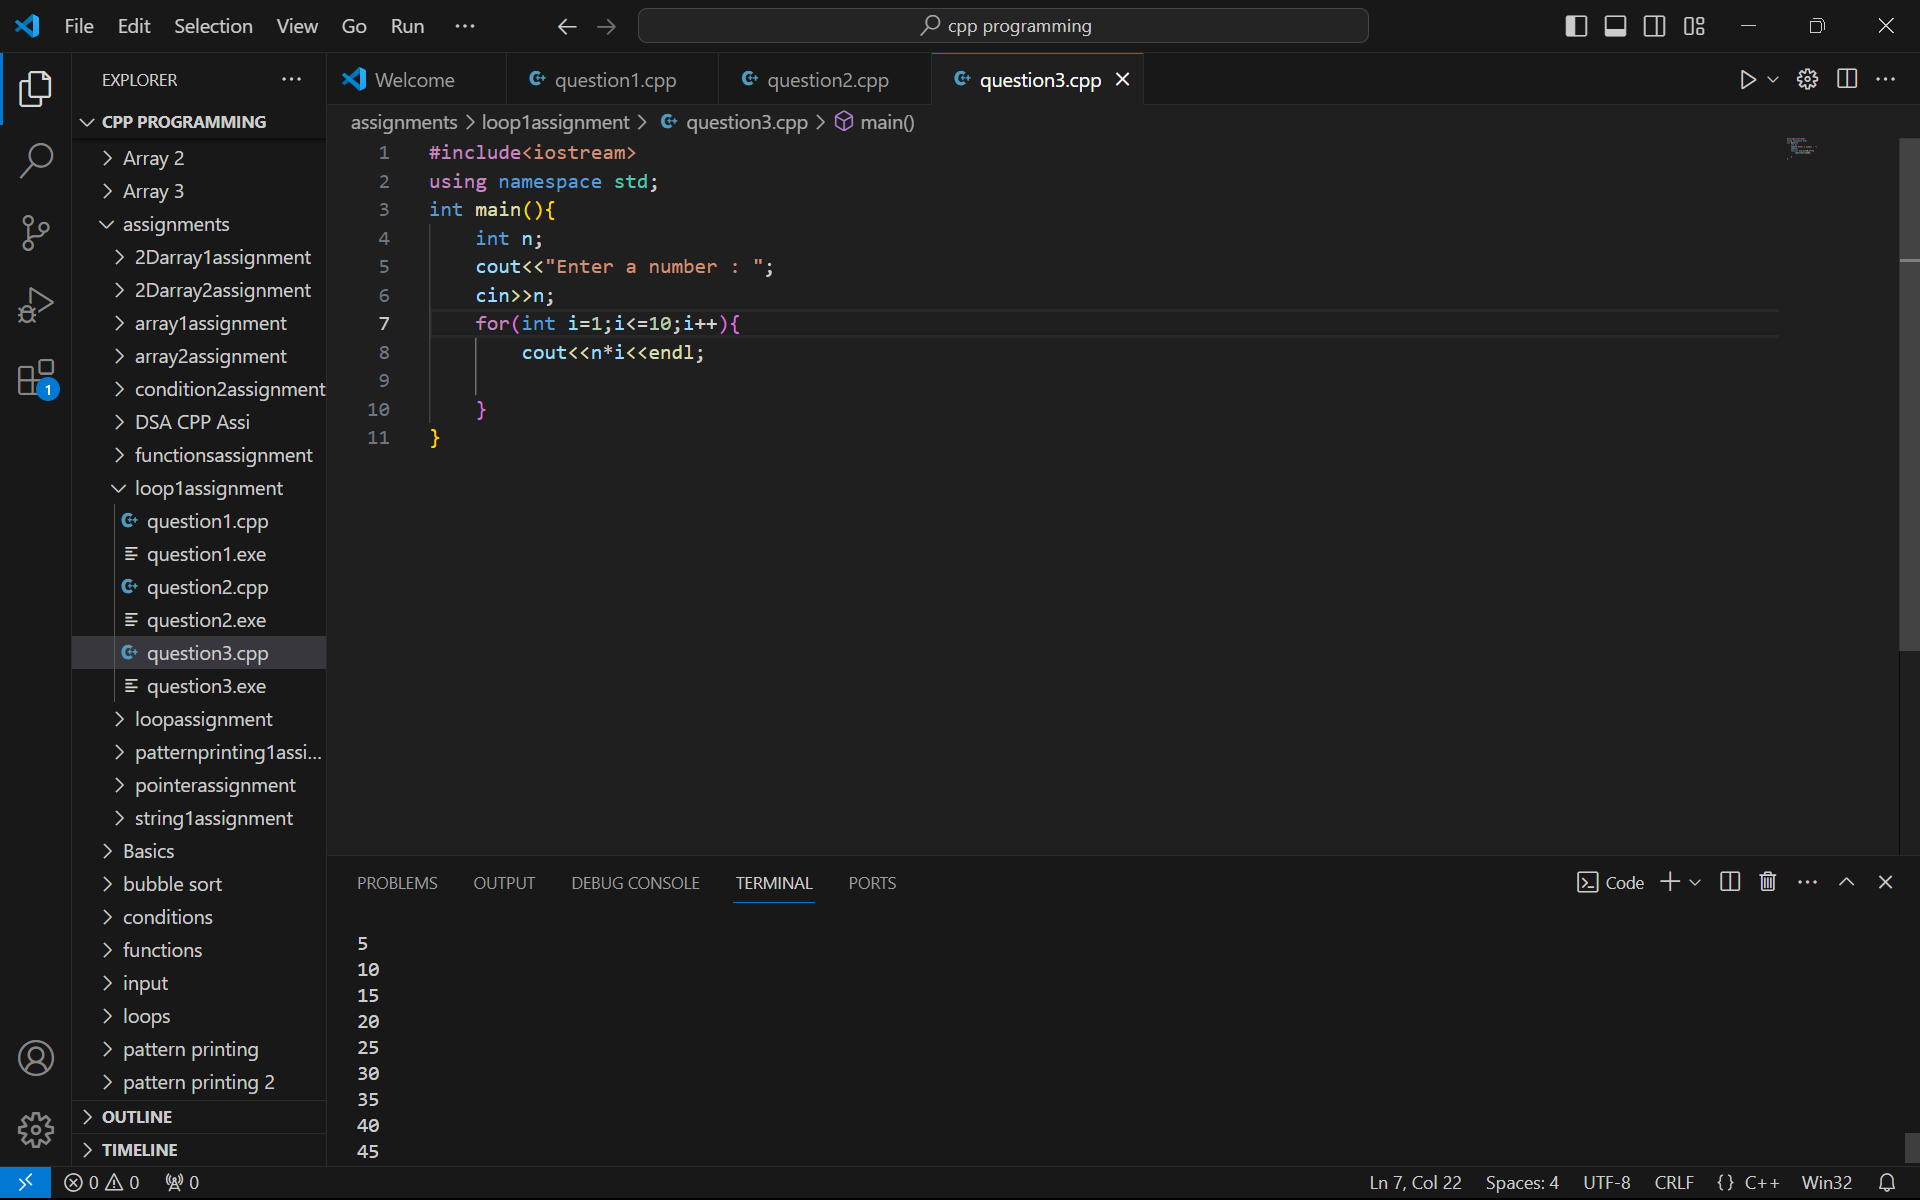 File Edit Selection View Go Run ··· cpp programming
EXPLORER ···
Welcome question1.cpp question2.cpp question3.cpp
CPP PROGRAMMING
assignments > loop1assignment > question3.cpp > main()
Array 2
Array 3
assignments
2Darray1assignment
2Darray2assignment
array1assignment
array2assignment
condition2assignment
DSA CPP Assi
functionsassignment
loop1assignment
question1.cpp
question1.exe
question2.cpp
question2.exe
question3.cpp
question3.exe
loopassignment
patternprinting1assi...
pointerassignment
string1assignment
Basics
bubble sort
conditions
functions
input
loops
pattern printing
pattern printing 2
OUTLINE
TIMELINE
1
1 #include<iostream>
2 using namespace std;
3 int main(){
4 int n;
5 cout<<"Enter a number : ";
6 cin>>n;
7 for(int i=1;i<=10;i++){
8 cout<<n*i<<endl;
9
10 }
11 }
PROBLEMS OUTPUT DEBUG CONSOLE TERMINAL PORTS Code
5
10
15
20
25
30
35
40
45
0 0 0 Ln 7, Col 22 Spaces: 4 UTF-8 CRLF {} C++ Win32